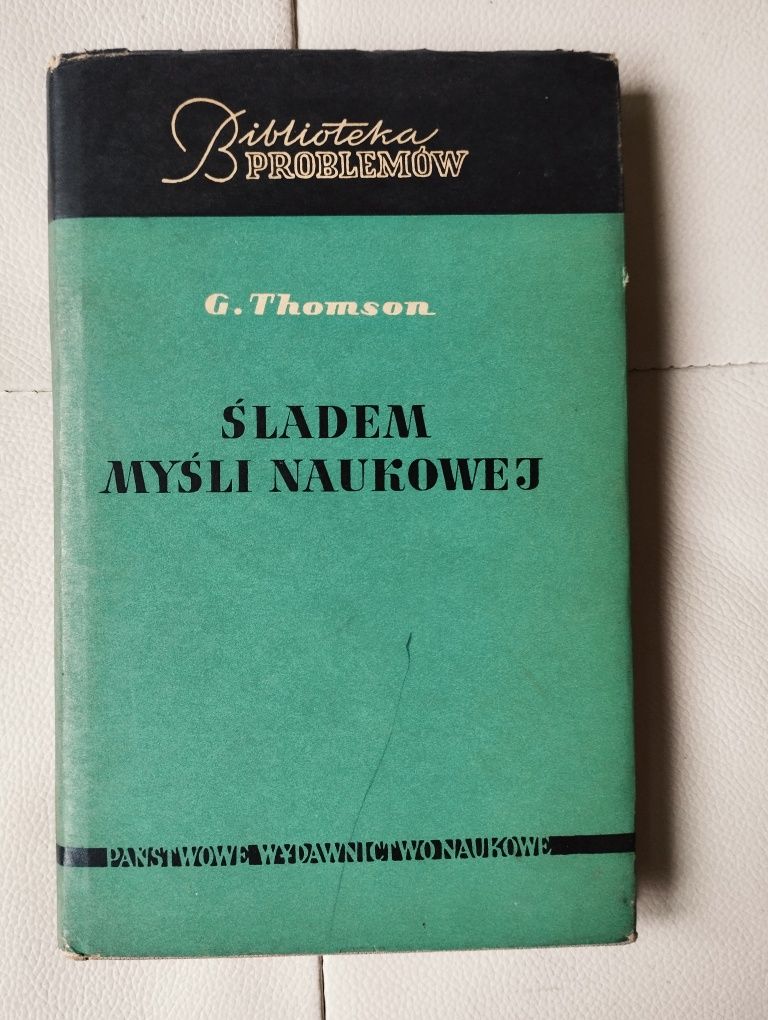 Biblioteka
PROBLEMÓW
G. Thomson
ŚLADEM
MYŚLI NAUKOWEJ
PAŃSTWOWE WYDAWNICTWO NAUKOWE